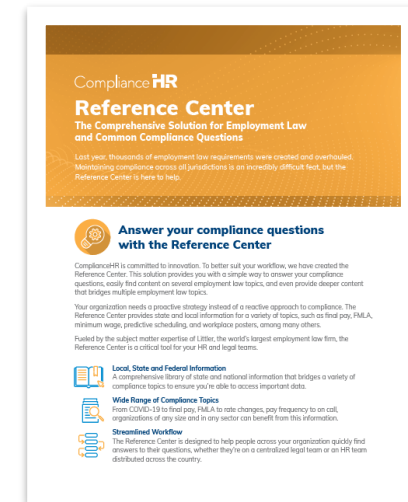 Compliance HR
Reference Center
The Comprehensive Solution for Employment Law
and Common Compliance Questions
Last year, thousands of employment law requirements were created and overhauled.
Maintaining compliance across all jurisdictions is an incredibly difficult feat, but the
Reference Center is here to help.
Answer your compliance questions
with the Reference Center
ComplianceHR is committed to innovation. To better suit your workflow, we have created the
Reference Center. This solution provides you with a simple way to answer your compliance
questions, easily find content on several employment law topics, and even provide deeper content
that bridges multiple employment law topics.
Your organization needs a proactive strategy instead of a reactive approach to compliance. The
Reference Center provides state and local information for a variety of topics, such as final pay, FMLA,
minimum wage, predictive scheduling, and workplace posters, among many others.
Fueled by the subject matter expertise of Littler, the world's largest employment law firm, the
Reference Center is a critical tool for your HR and legal teams.
Local, State and Federal Information
A comprehensive library of state and national information that bridges a variety of
compliance topics to ensure you're able to access important data.
Wide Range of Compliance Topics
From COVID-19 to final pay, FMLA to rate changes, pay frequency to on call,
organizations of any size and in any sector can benefit from this information.
Streamlined Workflow
The Reference Center is designed to help people across your organization quickly find
answers to their questions, whether they're on a centralized legal team or an HR team
distributed across the country.